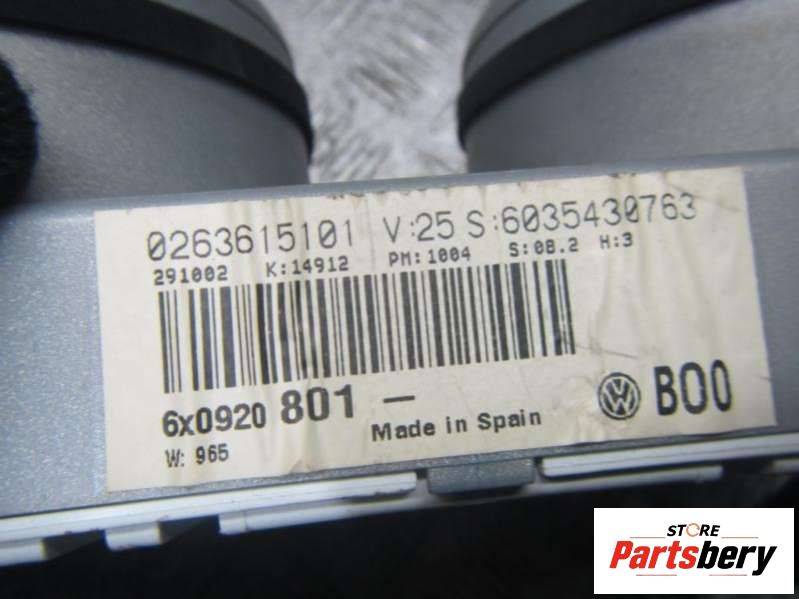 0263615101 V:25 S:6035430763
291002 K:14912 PM:1004 S:08.2 H:3
6x0920 801 - B00
Made in Spain
W: 965
STORE
Partsbery